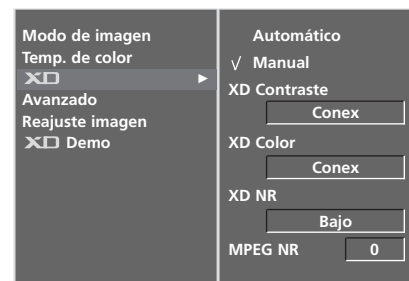 Modo de imagen
Temp. de color
XD
Avanzado
Reajuste imagen
XD Demo
Automático
√ Manual
XD Contraste
Conex
XD Color
Conex
XD NR
Bajo
MPEG NR 0